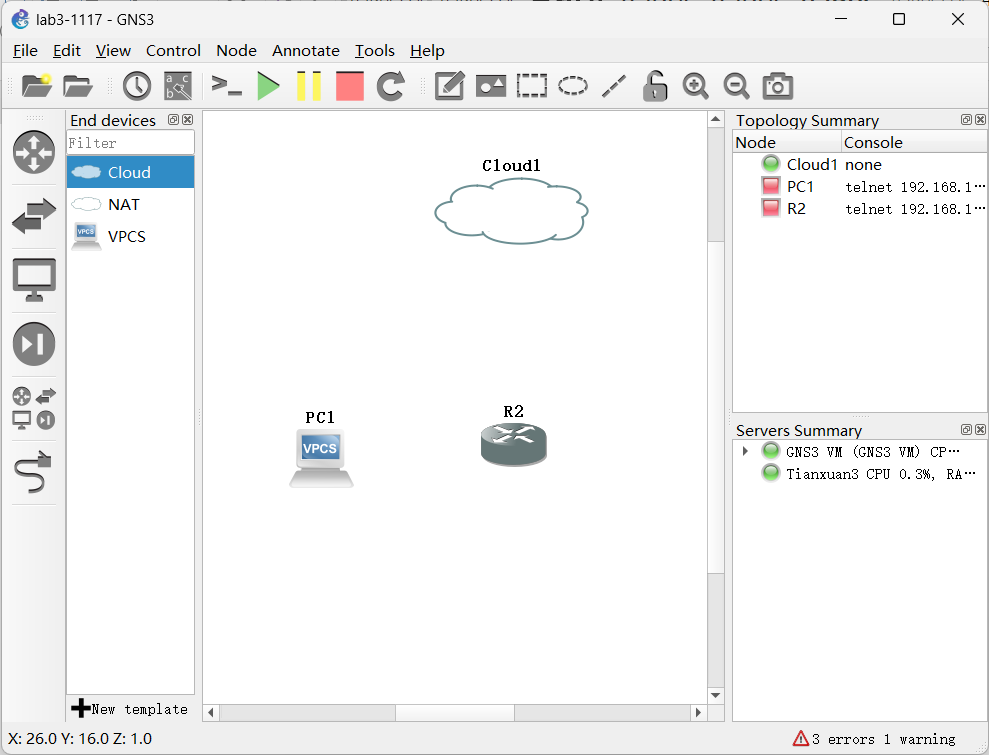 lab3-1117 - GNS3
File Edit View Control Node Annotate Tools Help
End devices
Filter
Cloud
NAT
VPCS
VPCS
New template
Cloud1
PC1
VPCS
R2
Topology Summary
Node Console
Cloud1 none
PC1 telnet 192.168.1···
R2 telnet 192.168.1···
Servers Summary
GNS3 VM (GNS3 VM) CP···
Tianxuan3 CPU 0.3%, RA···
X: 26.0 Y: 16.0 Z: 1.0
3 errors 1 warning